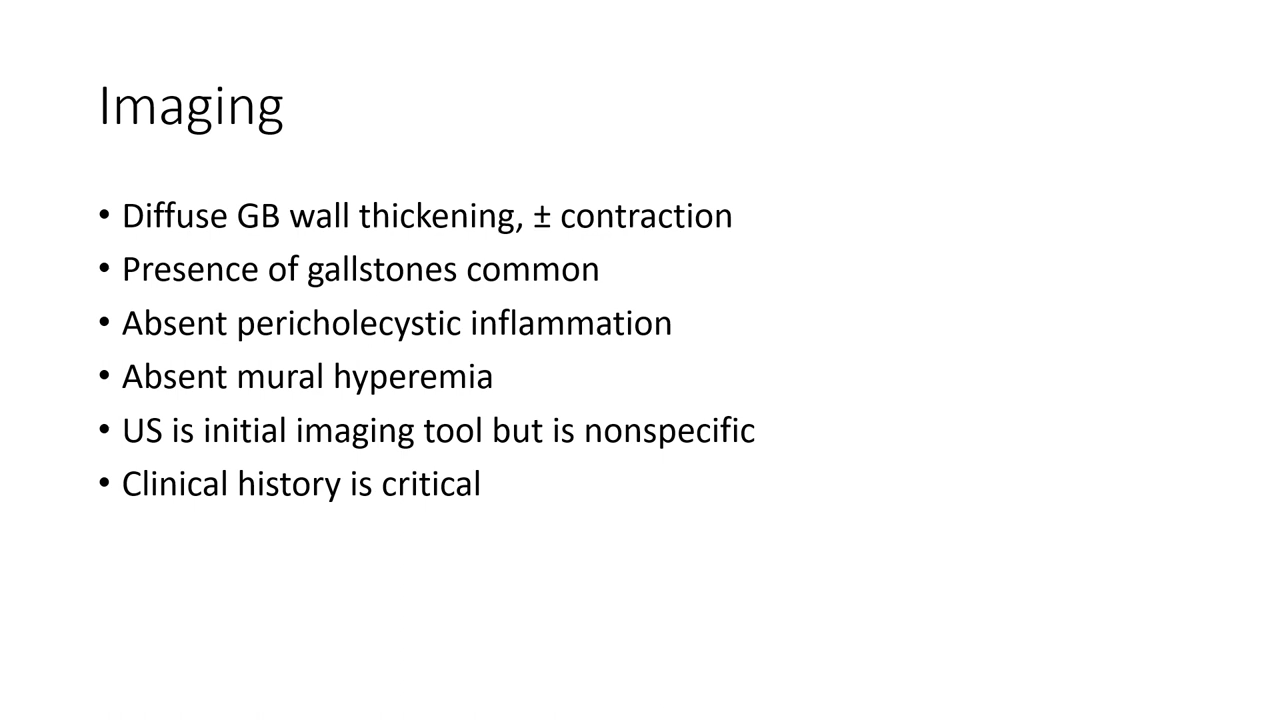 Imaging
• Diffuse GB wall thickening, ± contraction
• Presence of gallstones common
• Absent pericholecystic inflammation
• Absent mural hyperemia
• US is initial imaging tool but is nonspecific
• Clinical history is critical